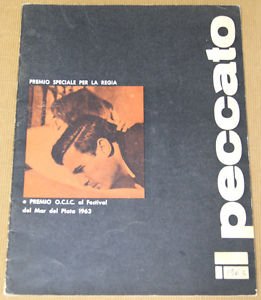 PREMIO SPECIALE PER LA REGIA
e PREMIO O.C.I.C. al Festival
del Mar del Plata 1963
il peccato